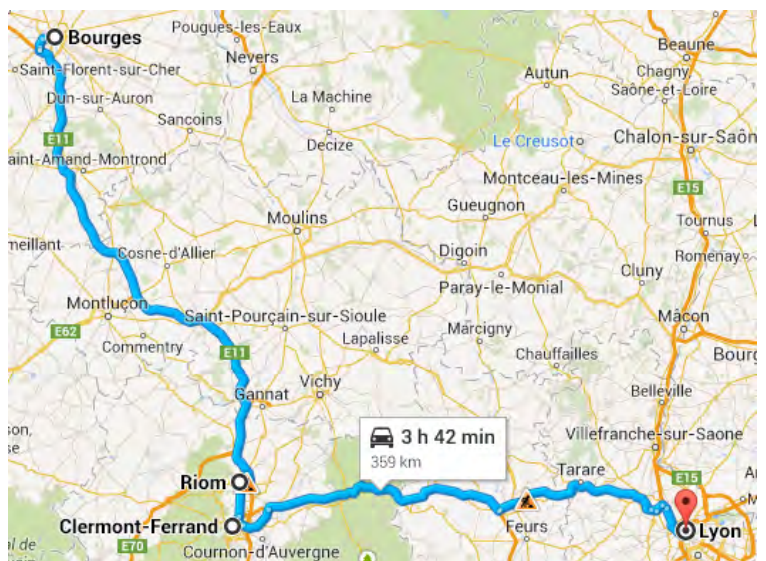 Pougues-les-Eaux
Bourges
Beaune
Nevers
Saint-Florent-sur-Cher
Chagny
Autun
Saône-et-Loire
Dun-sur-Auron
La Machine
Sancoins
Le Creusot
Chalon-sur-Saôn
E11
Decize
aint-Amand-Montrond
Montceau-les-Mines
E15
Gueugnon
Moulins
Tournus
meillant
Cosne-d'Allier
Digoin
Romenay
Cluny
Paray-le-Monial
Montluçon
Saint-Pourçain-sur-Sioule
Mâcon
E62
Marcigny
Lapalisse
Commentry
E11
Chauffailles
Bourg
Vichy
Gannat
Belleville
son,
se
3 h 42 min
359 km
Villefranche-sur-Saone
Riom
Tarare
E15
Clermont-Ferrand
Feurs
Lyon
E70
Cournon-d'Auvergne
ol de